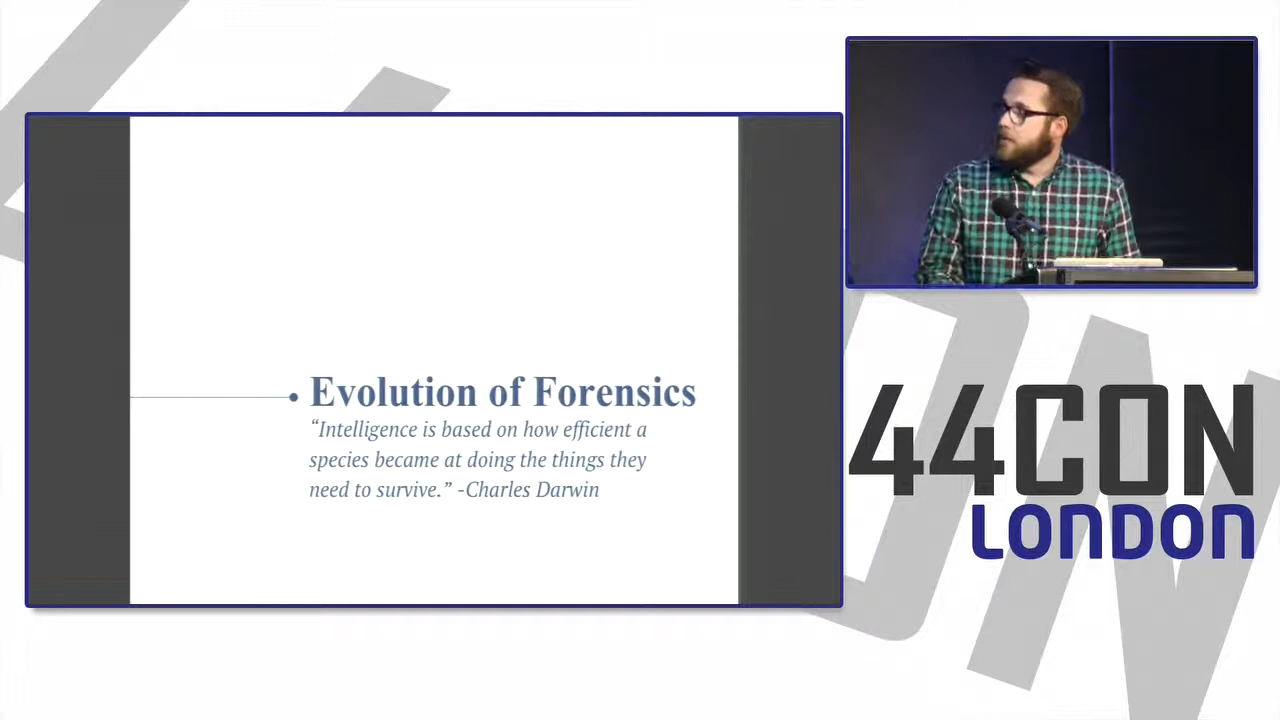 Evolution of Forensics
“Intelligence is based on how efficient a
species became at doing the things they
need to survive.” -Charles Darwin
44CON
LONDON